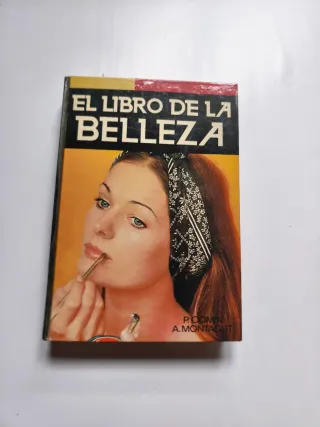 EL LIBRO DE LA
BELLEZA
P. COMIN
A. MONTAGUT